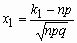 x₁ = (k₁ − np) / √(npq)